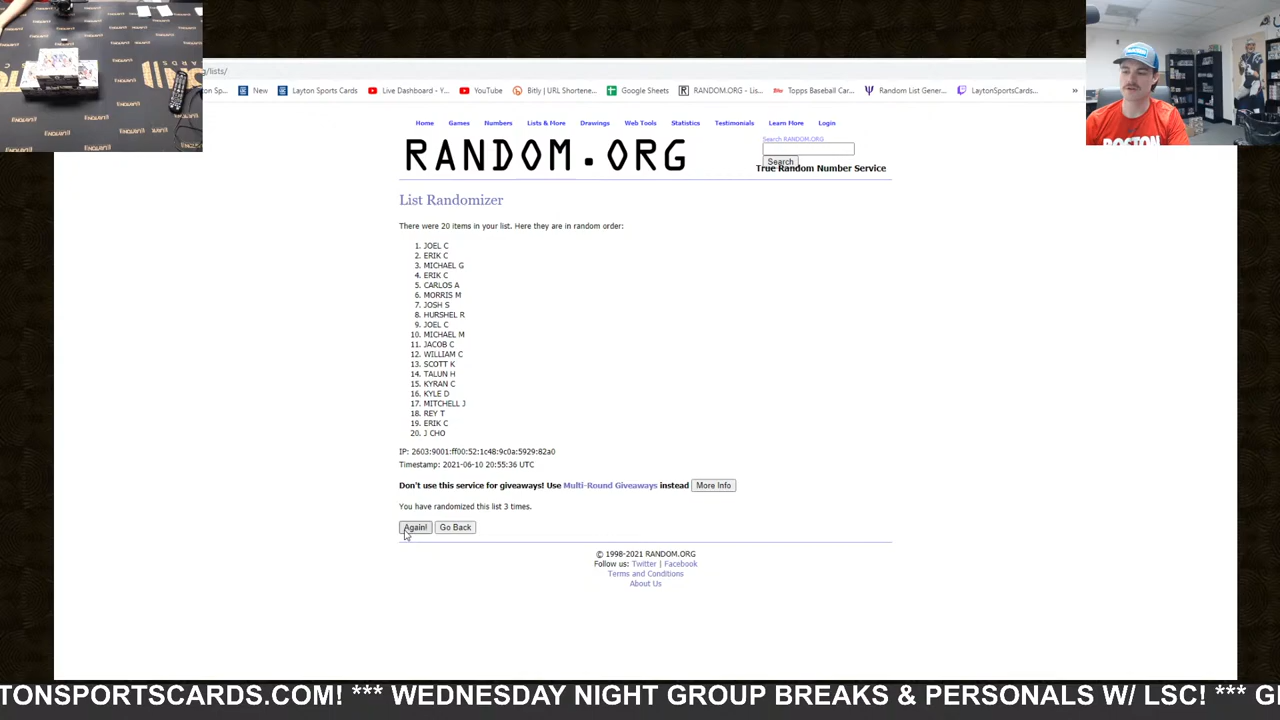 g/lists/
s... New Layton Sports Cards Live Dashboard - Y... YouTube Bitly | URL Shortene... Google Sheets RANDOM.ORG - Lis... Topps Baseball Car... Random List Gener... LaytonSportsCards... »
Home Games Numbers Lists & More Drawings Web Tools Statistics Testimonials Learn More Login
Search RANDOM.ORG
RANDOM.ORG
Search
True Random Number Service
List Randomizer
There were 20 items in your list. Here they are in random order:
1. JOEL C
2. ERIK C
3. MICHAEL G
4. ERIK C
5. CARLOS A
6. MORRIS M
7. JOSH S
8. HURSHEL R
9. JOEL C
10. MICHAEL M
11. JACOB C
12. WILLIAM C
13. SCOTT K
14. TALUN H
15. KYRAN C
16. KYLE D
17. MITCHELL J
18. REY T
19. ERIK C
20. J CHO
IP: 2603:9001:ff00:52:1c48:9c0a:5929:82a0
Timestamp: 2021-06-10 20:55:36 UTC
Don't use this service for giveaways! Use Multi-Round Giveaways instead More Info
You have randomized this list 3 times.
Again! Go Back
© 1998-2021 RANDOM.ORG
Follow us: Twitter | Facebook
Terms and Conditions
About Us
BOSTON
TONSPORTSCARDS.COM! *** WEDNESDAY NIGHT GROUP BREAKS & PERSONALS W/ LSC! *** G